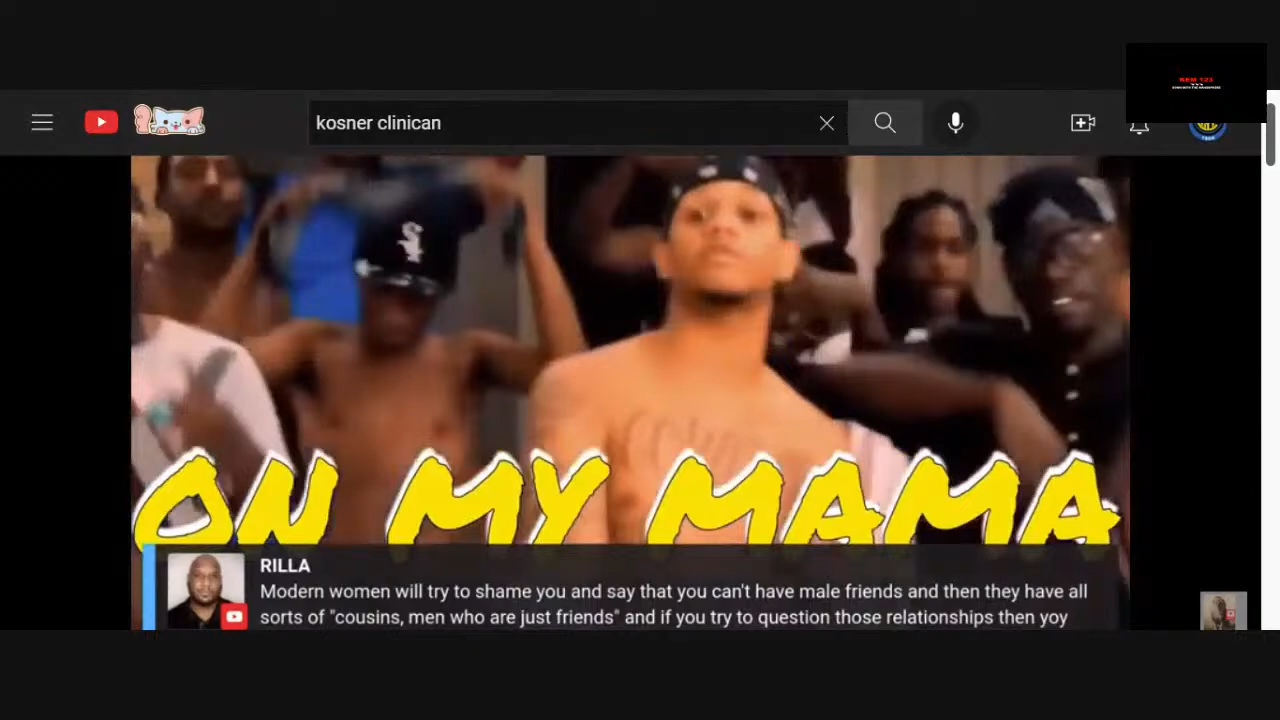 kosner clinican
KEM 123
ON MY MAMA
RILLA
Modern women will try to shame you and say that you can't have male friends and then they have all
sorts of "cousins, men who are just friends" and if you try to question those relationships then yoy